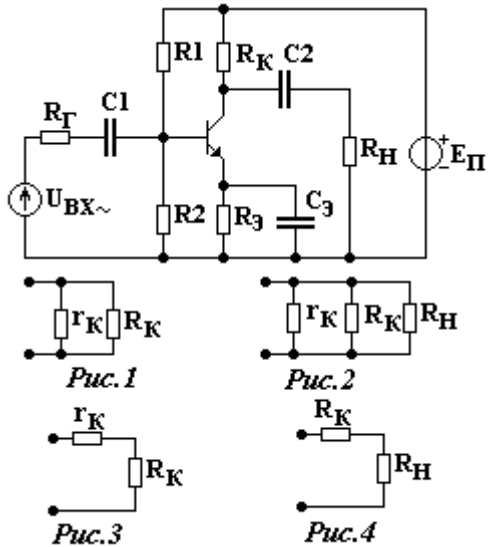 R1 RК C2
RГ C1
RН + EП −
UВХ~ R2 RЭ CЭ
rК RК rК RК RН
Рис.1 Рис.2
rК RК
RК RН
Рис.3 Рис.4